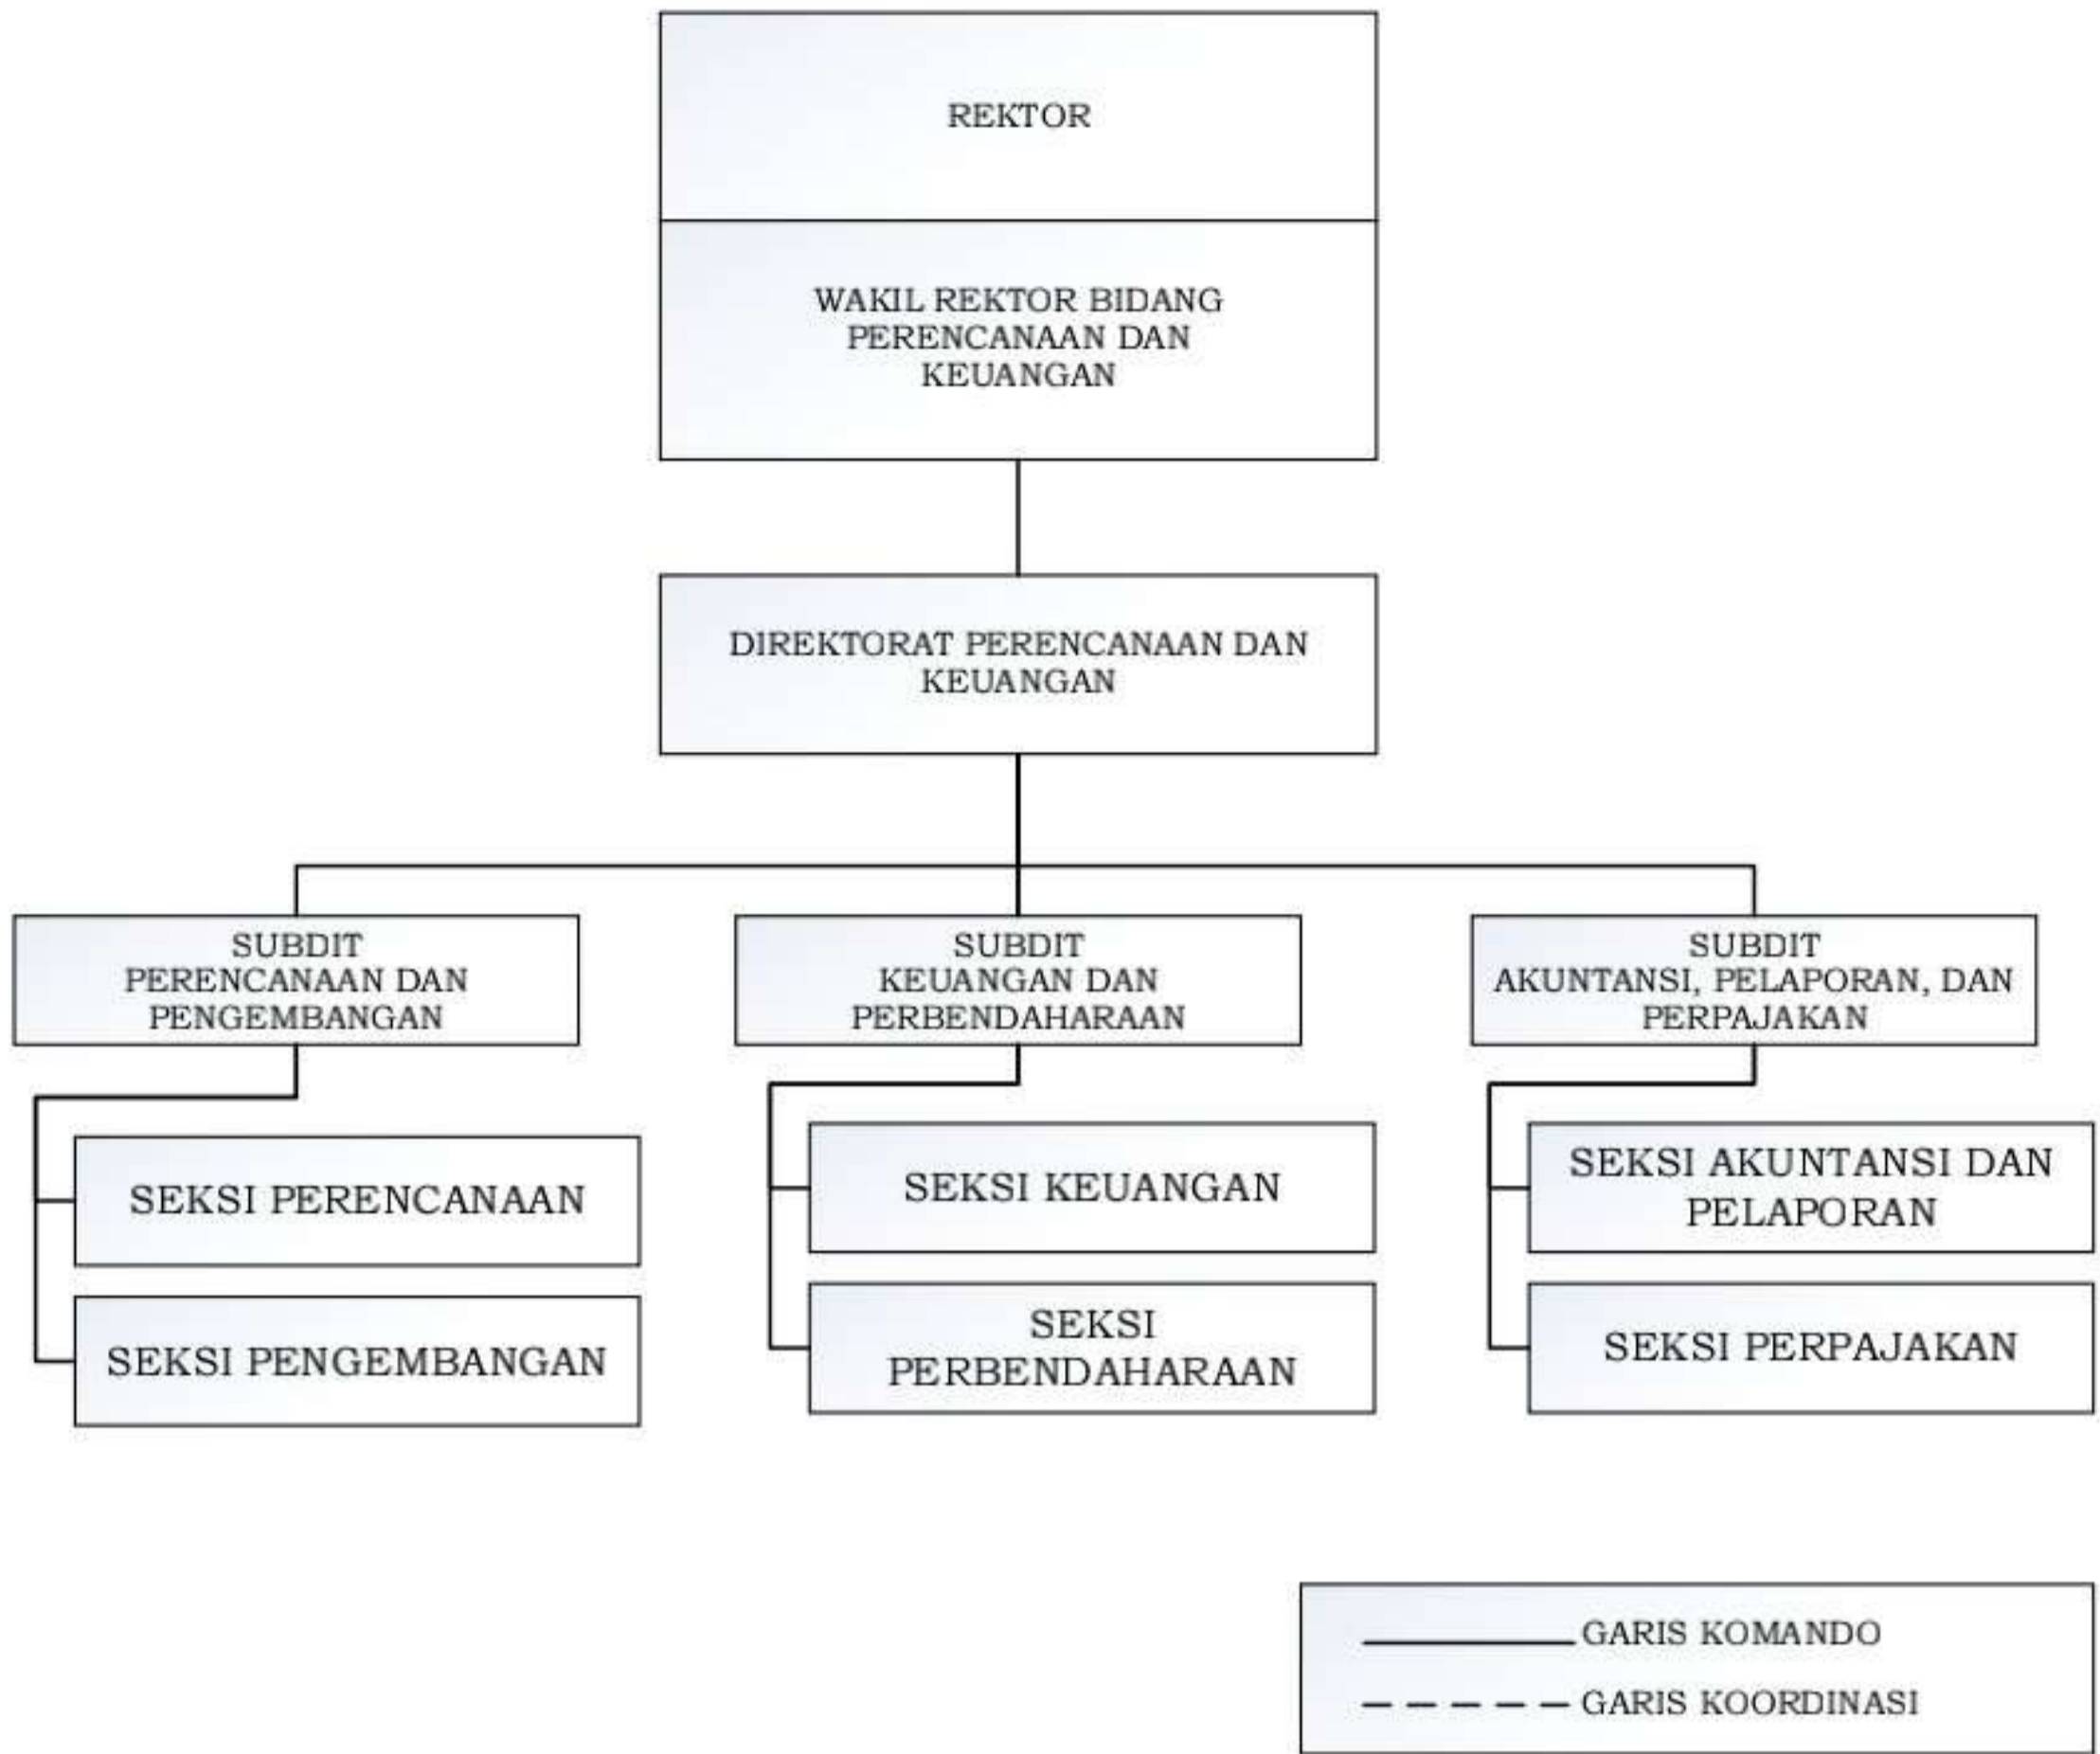 REKTOR
WAKIL REKTOR BIDANG
PERENCANAAN DAN
KEUANGAN
DIREKTORAT PERENCANAAN DAN
KEUANGAN
SUBDIT
PERENCANAAN DAN
PENGEMBANGAN
SEKSI PERENCANAAN
SEKSI PENGEMBANGAN
SUBDIT
KEUANGAN DAN
PERBENDAHARAAN
SEKSI KEUANGAN
SEKSI
PERBENDAHARAAN
SUBDIT
AKUNTANSI, PELAPORAN, DAN
PERPAJAKAN
SEKSI AKUNTANSI DAN
PELAPORAN
SEKSI PERPAJAKAN
GARIS KOMANDO
GARIS KOORDINASI